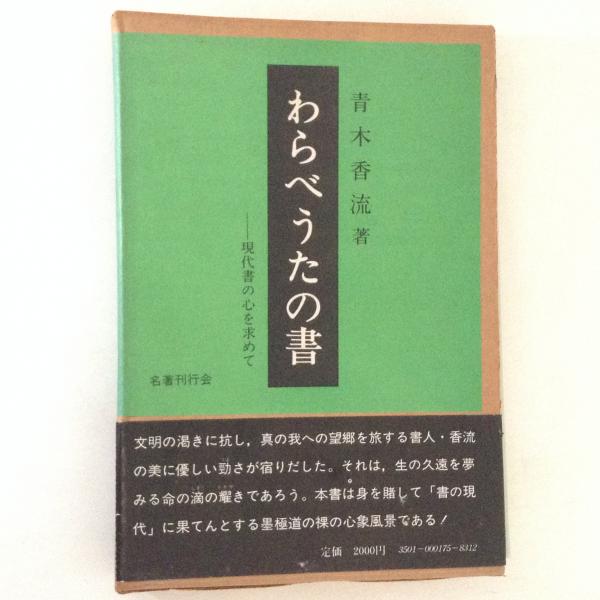 青木香流著
わらべうたの書
——現代書の心を求めて
名著刊行会
文明の渇きに抗し，真の我への望郷を旅する書人・香流
の美に優しい勁さが宿りだした。それは，生の久遠を夢
みる命の滴の耀きであろう。本書は身を賭して「書の現
代」に果てんとする墨極道の裸の心象風景である！
定価 2000円 3501-000175-8312